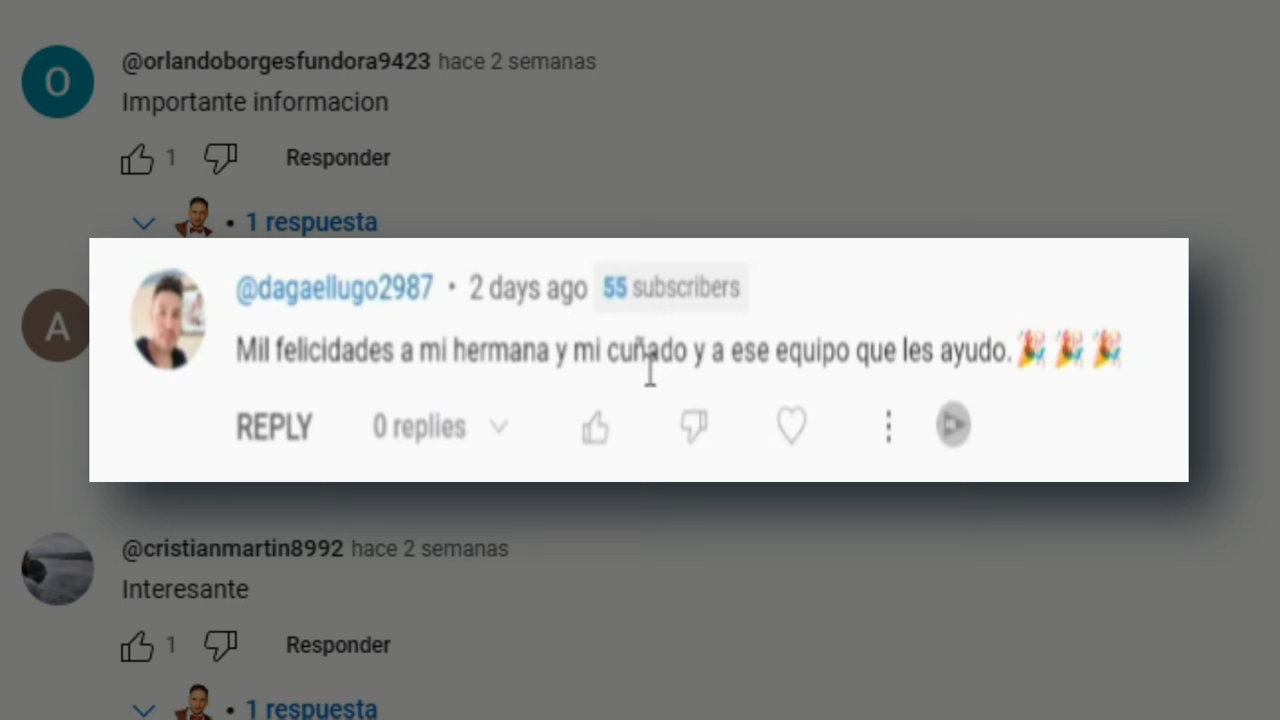 O
@orlandoborgesfundora9423 hace 2 semanas
Importante informacion
1
Responder
• 1 respuesta
A
@dagaellugo2987 • 2 days ago 55 subscribers
Mil felicidades a mi hermana y mi cuñado y a ese equipo que les ayudo.🎉🎉🎉
REPLY 0 replies
@cristianmartin8992 hace 2 semanas
Interesante
1
Responder
• 1 respuesta